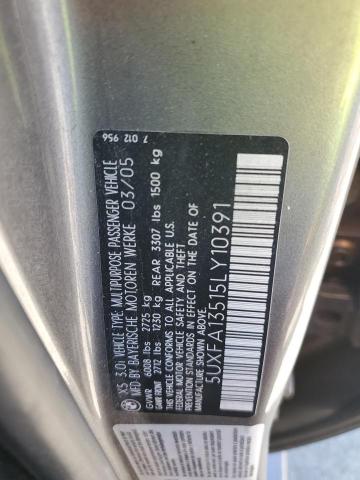 7 012 956
X5 3.0i VEHICLE-TYPE: MULTIPURPOSE PASSENGER VEHICLE
MFD BY BAYERISCHE MOTOREN WERKE 03/05
GVWR 6008 lbs 2725 kg
FRONT 2712 lbs 1230 kg REAR 3307 lbs 1500 kg
THIS VEHICLE CONFORMS TO ALL APPLICABLE
FEDERAL MOTOR VEHICLE SAFETY AND THEFT
PREVENTION STANDARDS IN EFFECT ON THE DATE
OF MANUFACTURE SHOWN ABOVE.
5UXFA13515LY10391